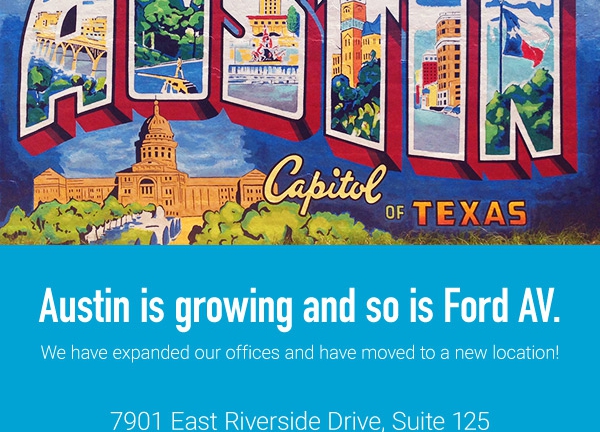 AUSTIN
Capitol
OF TEXAS
Austin is growing and so is Ford AV.
We have expanded our offices and have moved to a new location!
7901 East Riverside Drive, Suite 125